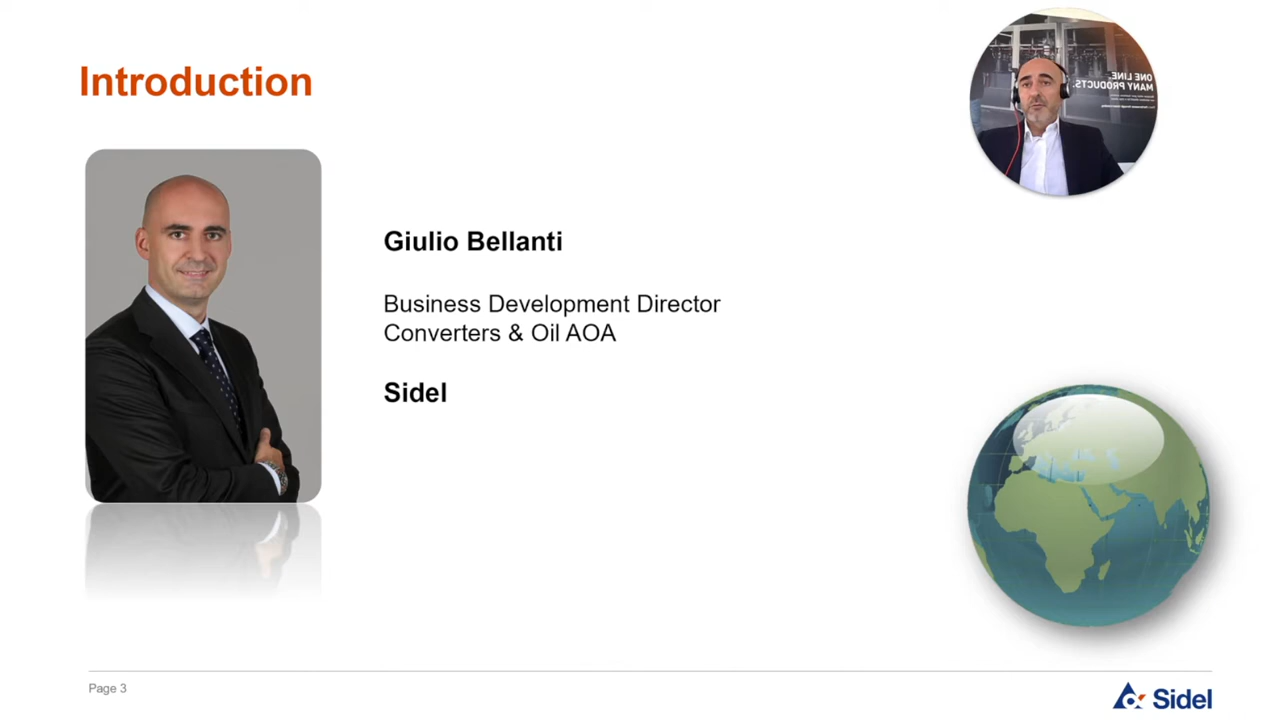 Introduction
ONE LINE.
MANY PRODUCTS.
Giulio Bellanti
Business Development Director
Converters & Oil AOA
Sidel
Page 3
Sidel